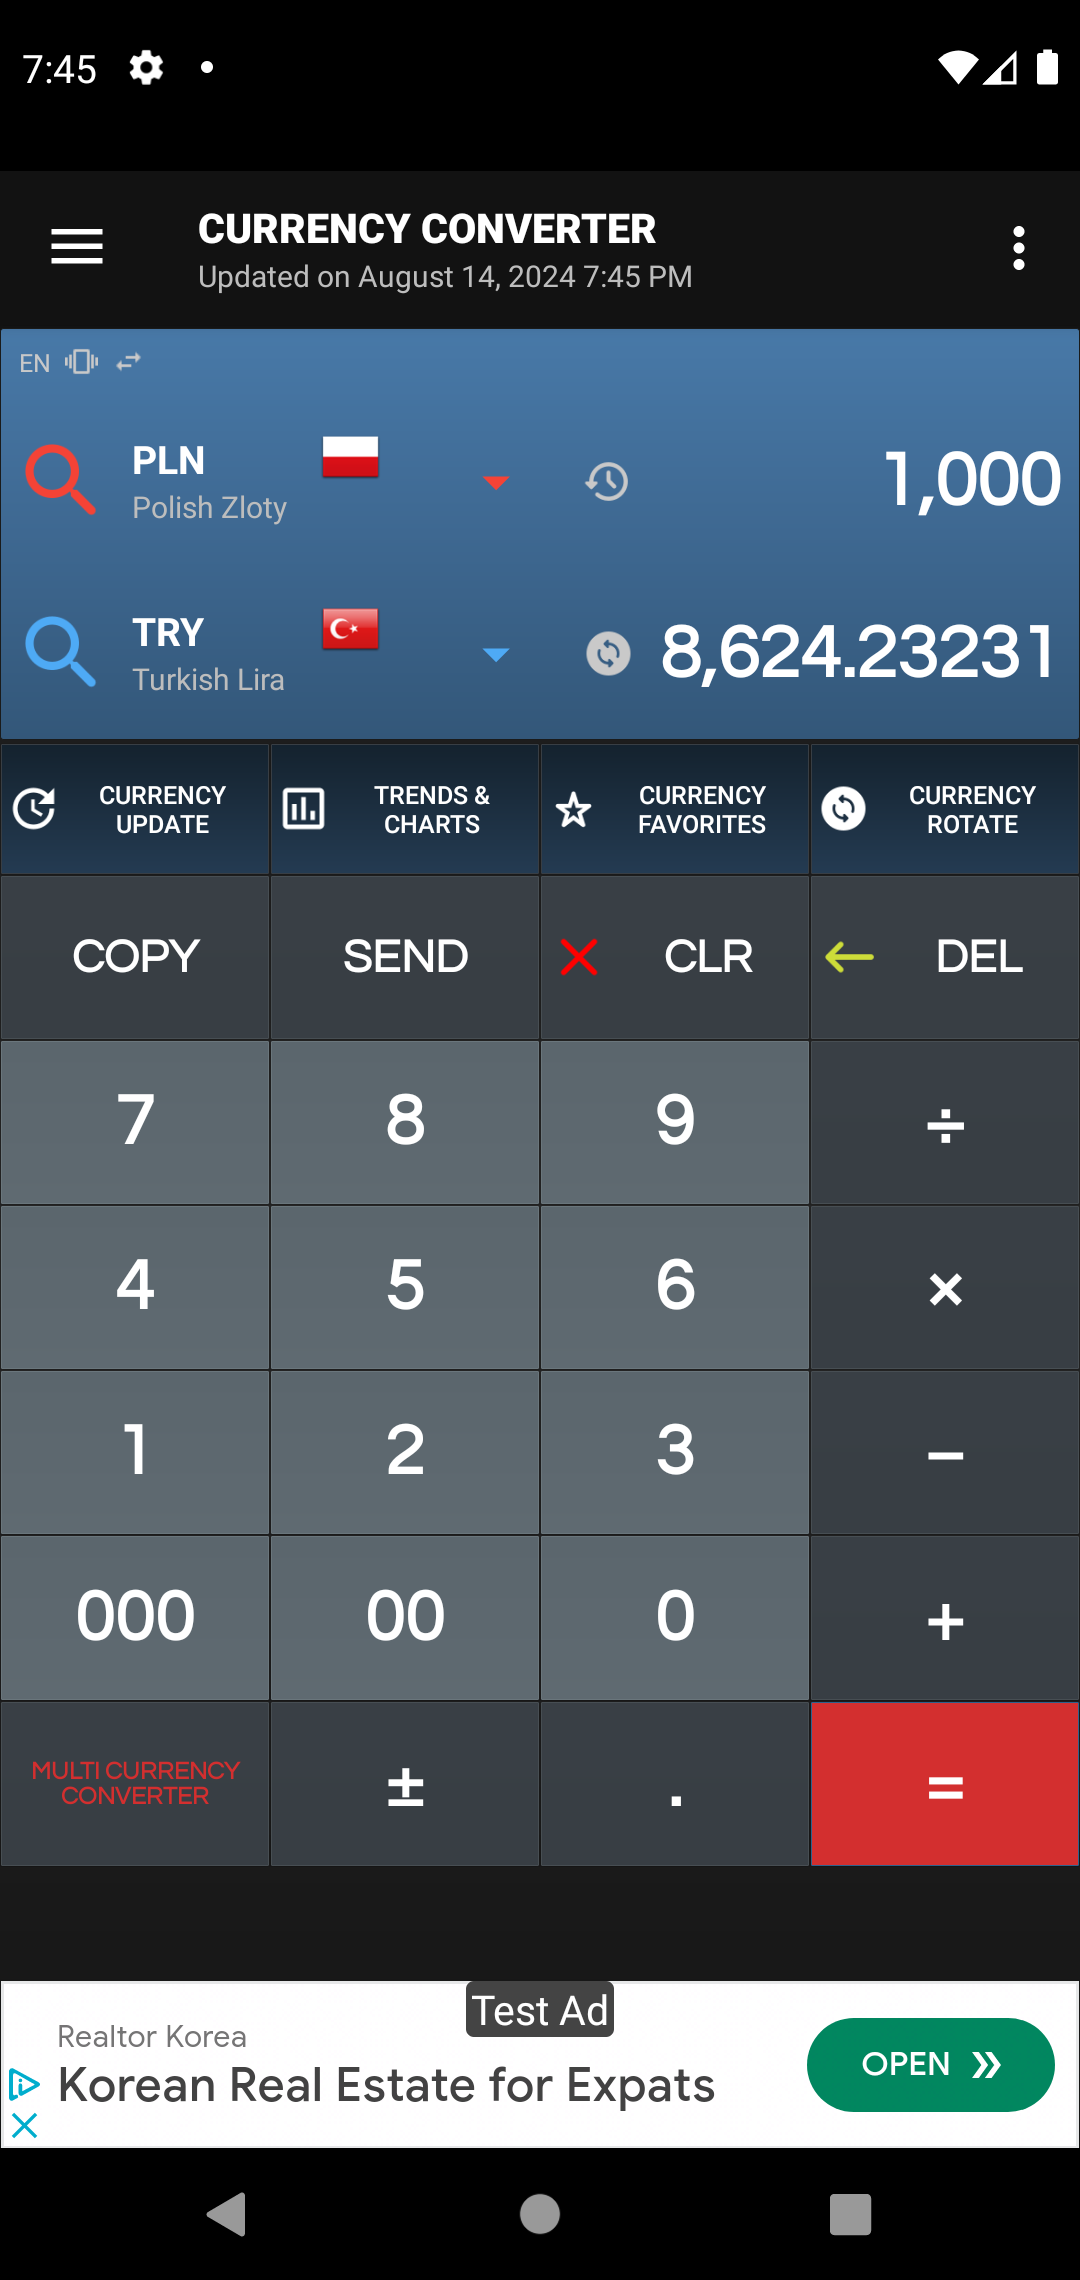 7:45
CURRENCY CONVERTER
Updated on August 14, 2024 7:45 PM
EN
PLN
Polish Zloty
1,000
TRY
Turkish Lira
8,624.23231
CURRENCY
UPDATE
TRENDS &
CHARTS
CURRENCY
FAVORITES
CURRENCY
ROTATE
COPY
SEND
CLR
DEL
7
8
9
÷
4
5
6
×
1
2
3
−
000
00
0
+
MULTI CURRENCY
CONVERTER
±
.
=
Test Ad
Realtor Korea
Korean Real Estate for Expats
OPEN